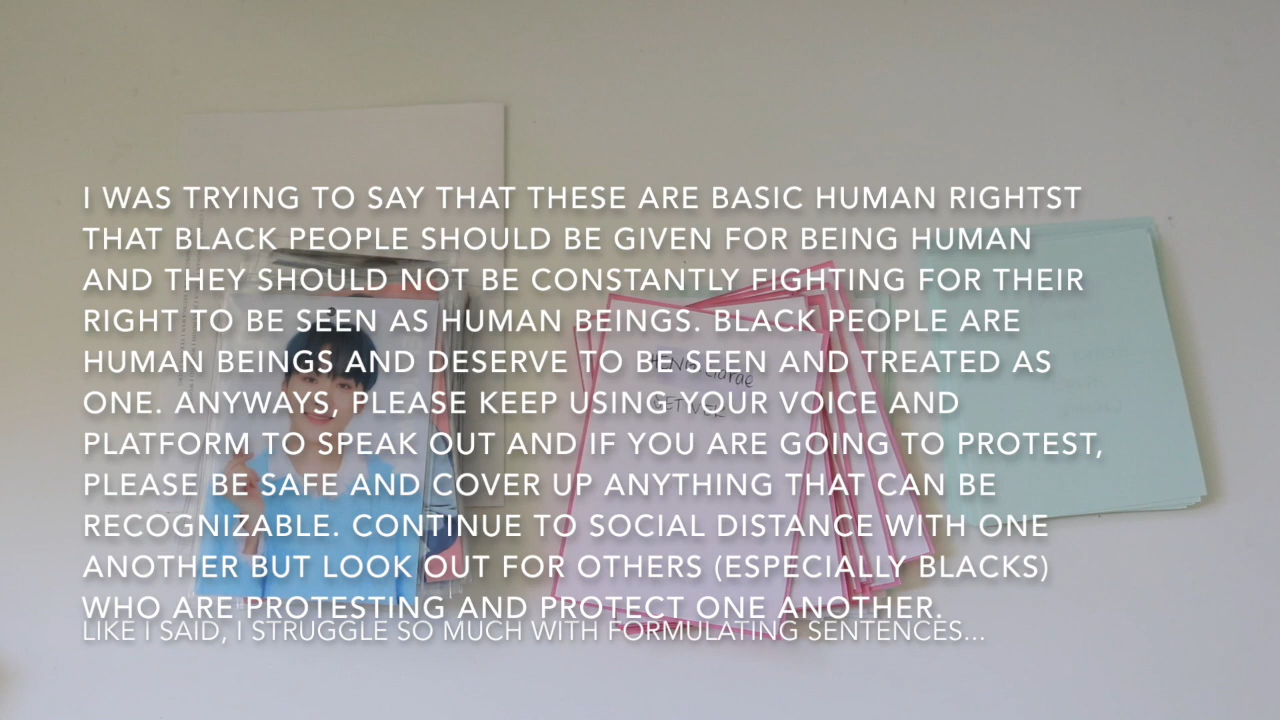 I WAS TRYING TO SAY THAT THESE ARE BASIC HUMAN RIGHTST
THAT BLACK PEOPLE SHOULD BE GIVEN FOR BEING HUMAN
AND THEY SHOULD NOT BE CONSTANTLY FIGHTING FOR THEIR
RIGHT TO BE SEEN AS HUMAN BEINGS. BLACK PEOPLE ARE
HUMAN BEINGS AND DESERVE TO BE SEEN AND TREATED AS
ONE. ANYWAYS, PLEASE KEEP USING YOUR VOICE AND
PLATFORM TO SPEAK OUT AND IF YOU ARE GOING TO PROTEST,
PLEASE BE SAFE AND COVER UP ANYTHING THAT CAN BE
RECOGNIZABLE. CONTINUE TO SOCIAL DISTANCE WITH ONE
ANOTHER BUT LOOK OUT FOR OTHERS (ESPECIALLY BLACKS)
WHO ARE PROTESTING AND PROTECT ONE ANOTHER.
LIKE I SAID, I STRUGGLE SO MUCH WITH FORMULATING SENTENCES...